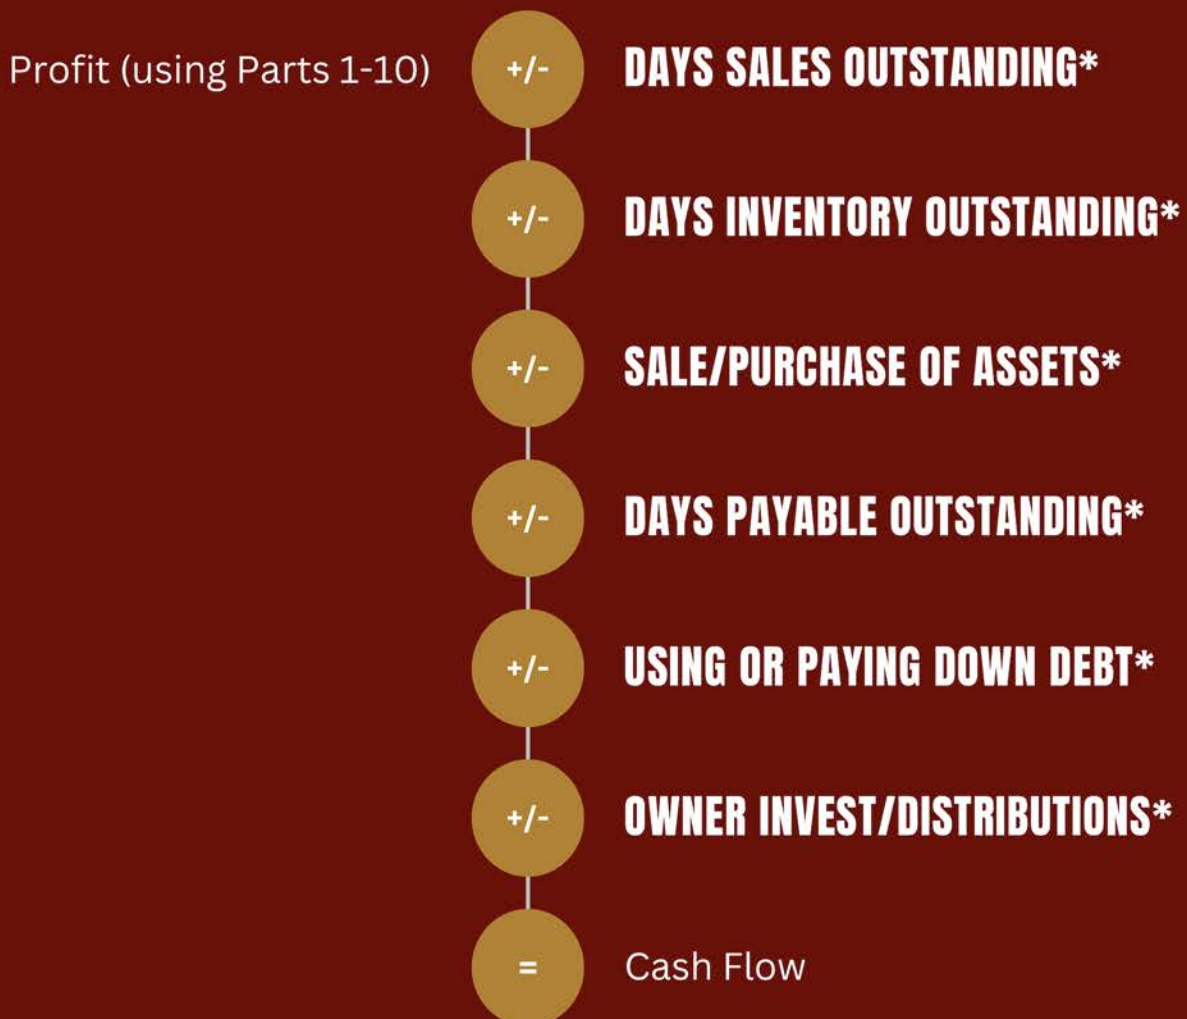 Profit (using Parts 1-10) +/- DAYS SALES OUTSTANDING*
+/- DAYS INVENTORY OUTSTANDING*
+/- SALE/PURCHASE OF ASSETS*
+/- DAYS PAYABLE OUTSTANDING*
+/- USING OR PAYING DOWN DEBT*
+/- OWNER INVEST/DISTRIBUTIONS*
= Cash Flow